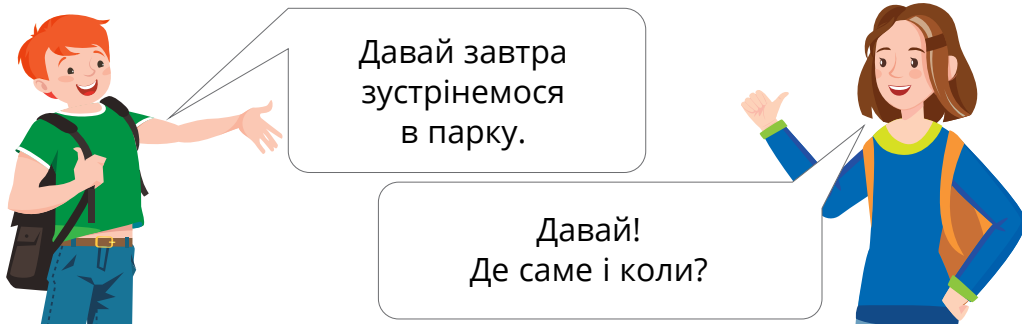 Давай завтра
зустрінемося
в парку.
Давай!
Де саме і коли?